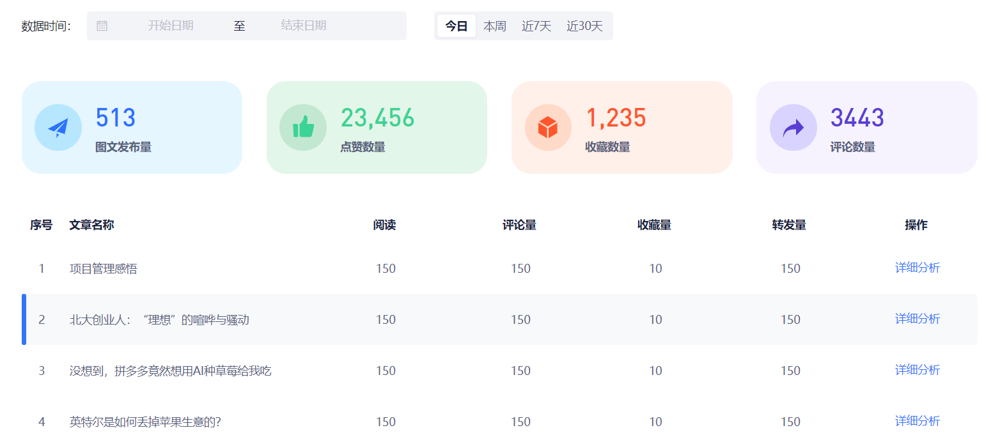 数据时间： 开始日期 至 结束日期 今日 本周 近7天 近30天
513 23,456 1,235 3443
图文发布量 点赞数量 收藏数量 评论数量
序号 文章名称 阅读 评论量 收藏量 转发量 操作
1 项目管理感悟 150 150 10 150 详细分析
2 北大创业人：“理想”的喧哗与骚动 150 150 10 150 详细分析
3 没想到，拼多多竟然想用AI种草莓给我吃 150 150 10 150 详细分析
4 英特尔是如何丢掉苹果生意的? 150 150 10 150 详细分析